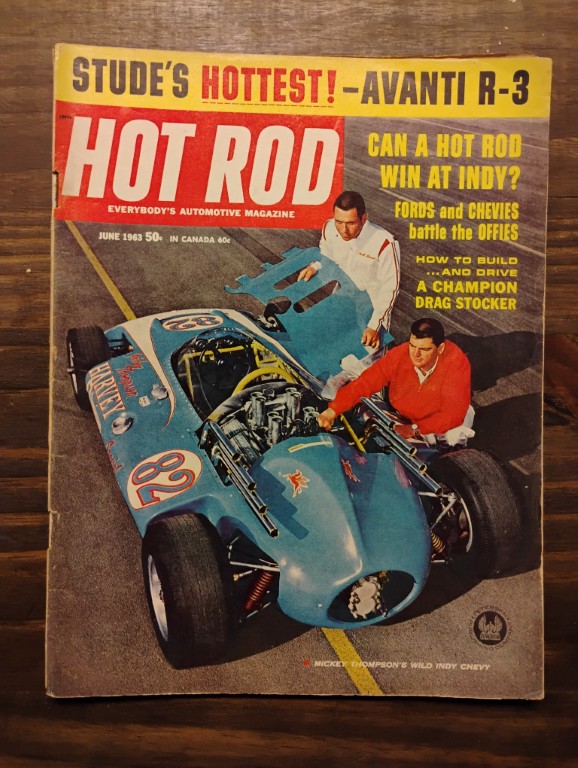 STUDE'S HOTTEST! -AVANTI R-3
HOT ROD
EVERYBODY'S AUTOMOTIVE MAGAZINE
JUNE 1963 50¢ IN CANADA 60¢
CAN A HOT ROD
WIN AT INDY?
FORDS and CHEVIES
battle the OFFIES
HOW TO BUILD
...AND DRIVE
A CHAMPION
DRAG STOCKER
82
HARVEY
82
MICKEY THOMPSON'S WILD INDY CHEVY